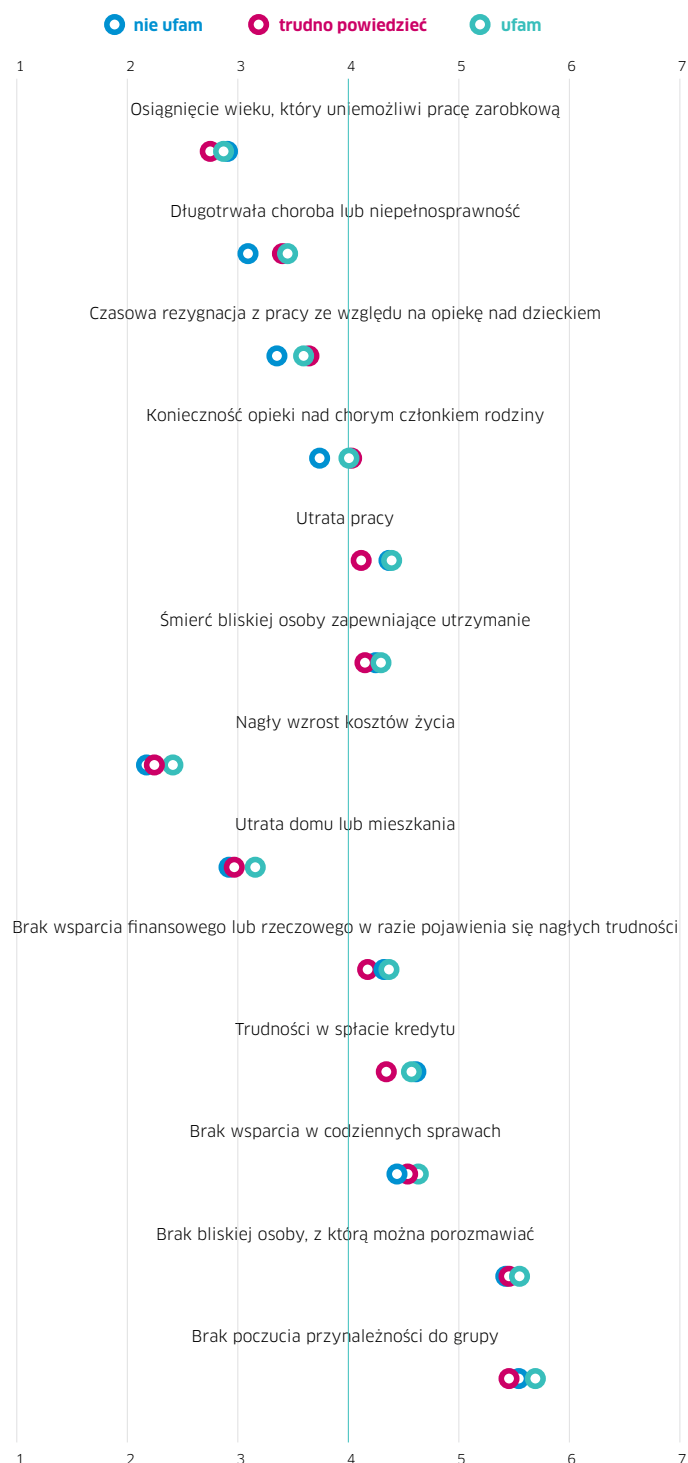 nie ufam trudno powiedzieć ufam
1 2 3 4 5 6 7
Osiągnięcie wieku, który uniemożliwi pracę zarobkową
Długotrwała choroba lub niepełnosprawność
Czasowa rezygnacja z pracy ze względu na opiekę nad dzieckiem
Konieczność opieki nad chorym członkiem rodziny
Utrata pracy
Śmierć bliskiej osoby zapewniające utrzymanie
Nagły wzrost kosztów życia
Utrata domu lub mieszkania
Brak wsparcia finansowego lub rzeczowego w razie pojawienia się nagłych trudności
Trudności w spłacie kredytu
Brak wsparcia w codziennych sprawach
Brak bliskiej osoby, z którą można porozmawiać
Brak poczucia przynależności do grupy
1 2 3 4 5 6 7